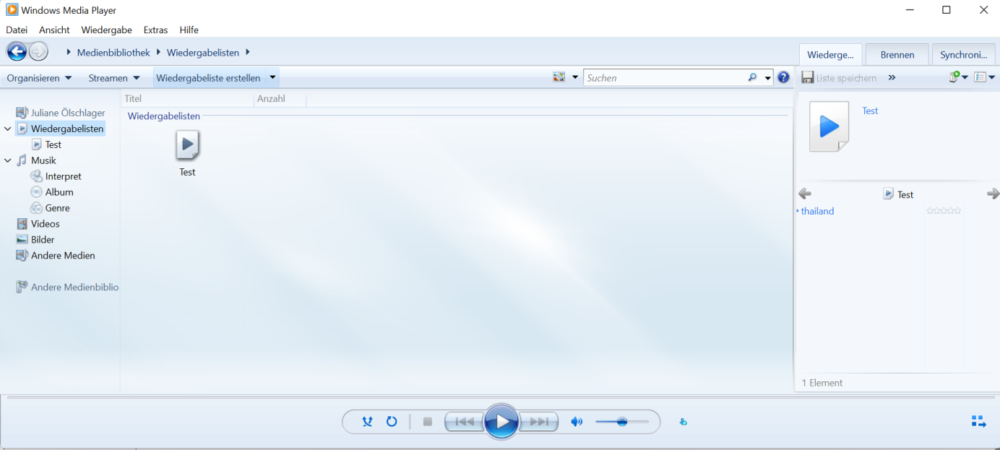 Windows Media Player
Datei Ansicht Wiedergabe Extras Hilfe
Medienbibliothek Wiedergabelisten
Wiederge... Brennen Synchroni...
Organisieren Streamen Wiedergabeliste erstellen Suchen Liste speichern »
Titel Anzahl
Juliane Ölschlager
Wiedergabelisten
Test
Musik
Interpret
Album
Genre
Videos
Bilder
Andere Medien
Andere Medienbiblio
Wiedergabelisten
Test
Test
Test
thailand
1 Element